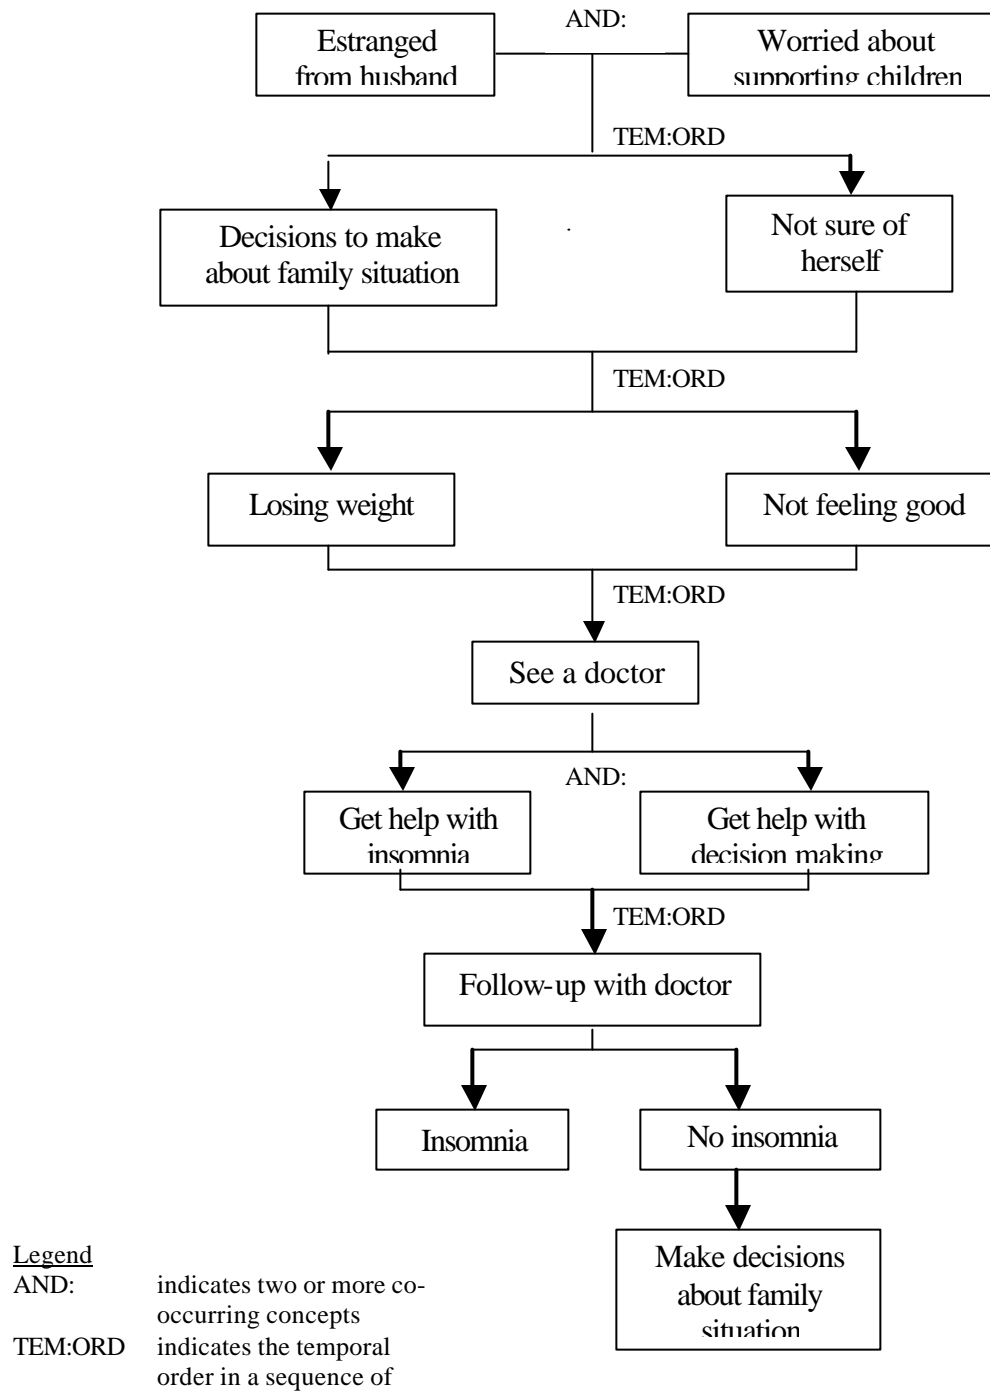 AND:
Estranged
from husband
Worried about
supporting children
TEM:ORD
Decisions to make
about family situation
Not sure of
herself
TEM:ORD
Losing weight
Not feeling good
TEM:ORD
See a doctor
AND:
Get help with
insomnia
Get help with
decision making
TEM:ORD
Follow-up with doctor
Insomnia
No insomnia
Make decisions
about family
situation
Legend
AND: indicates two or more co-
occurring concepts
TEM:ORD indicates the temporal
order in a sequence of